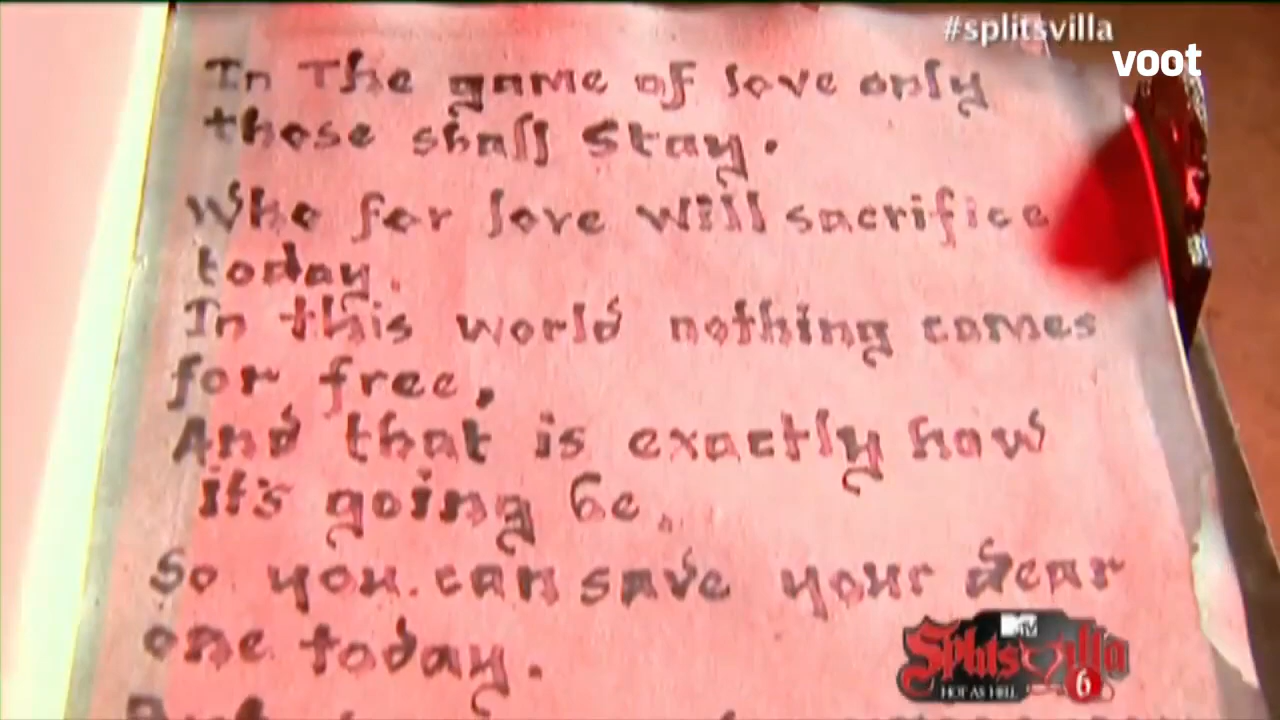 #splitsvilla
voot
In The game of love only
those shall stay.
Who for love will sacrifice
today.
In this world nothing comes
for free,
And that is exactly how
it's going be.
So you can save your dear
one today.
But
MTV
Splitsvilla
HOT AS HELL
6